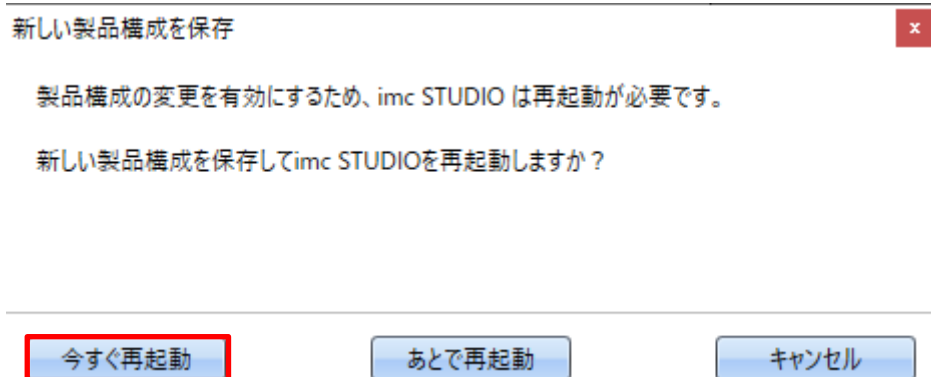 新しい製品構成を保存
x
製品構成の変更を有効にするため、imc STUDIO は再起動が必要です。
新しい製品構成を保存してimc STUDIOを再起動しますか？
今すぐ再起動
あとで再起動
キャンセル